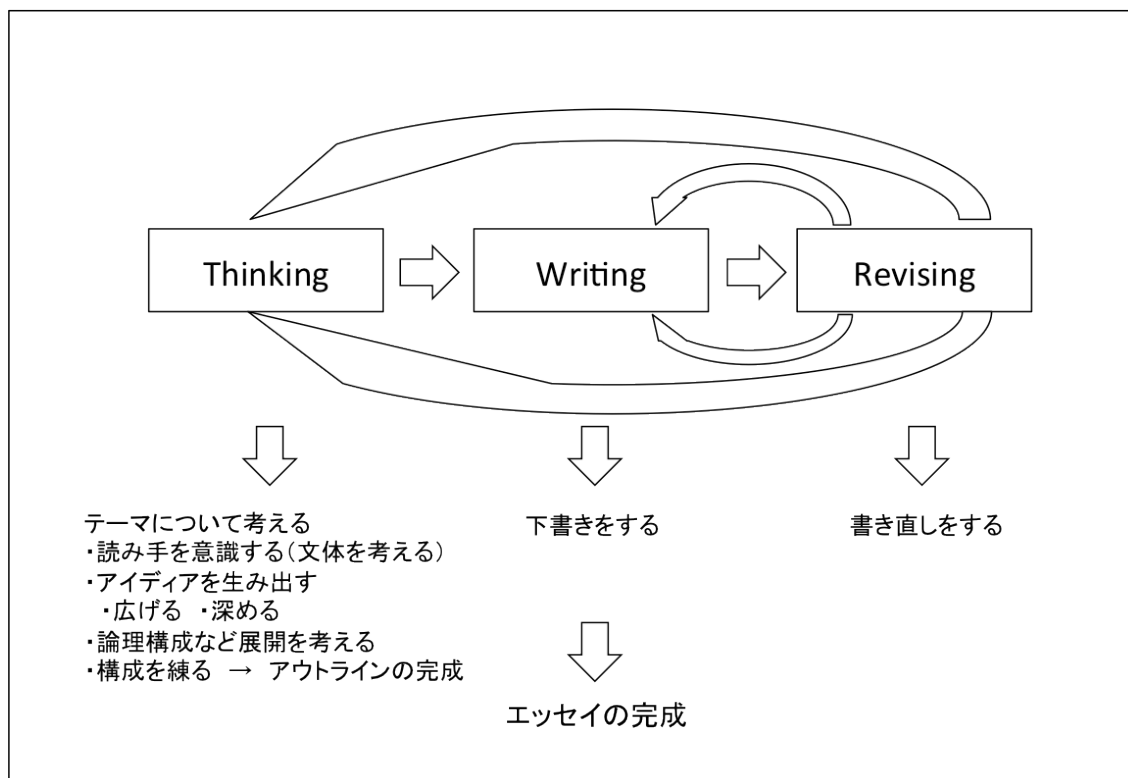 Thinking
Writing
Revising
テーマについて考える
・読み手を意識する(文体を考える)
・アイディアを生み出す
・広げる ・深める
・論理構成など展開を考える
・構成を練る → アウトラインの完成
下書きをする
書き直しをする
エッセイの完成